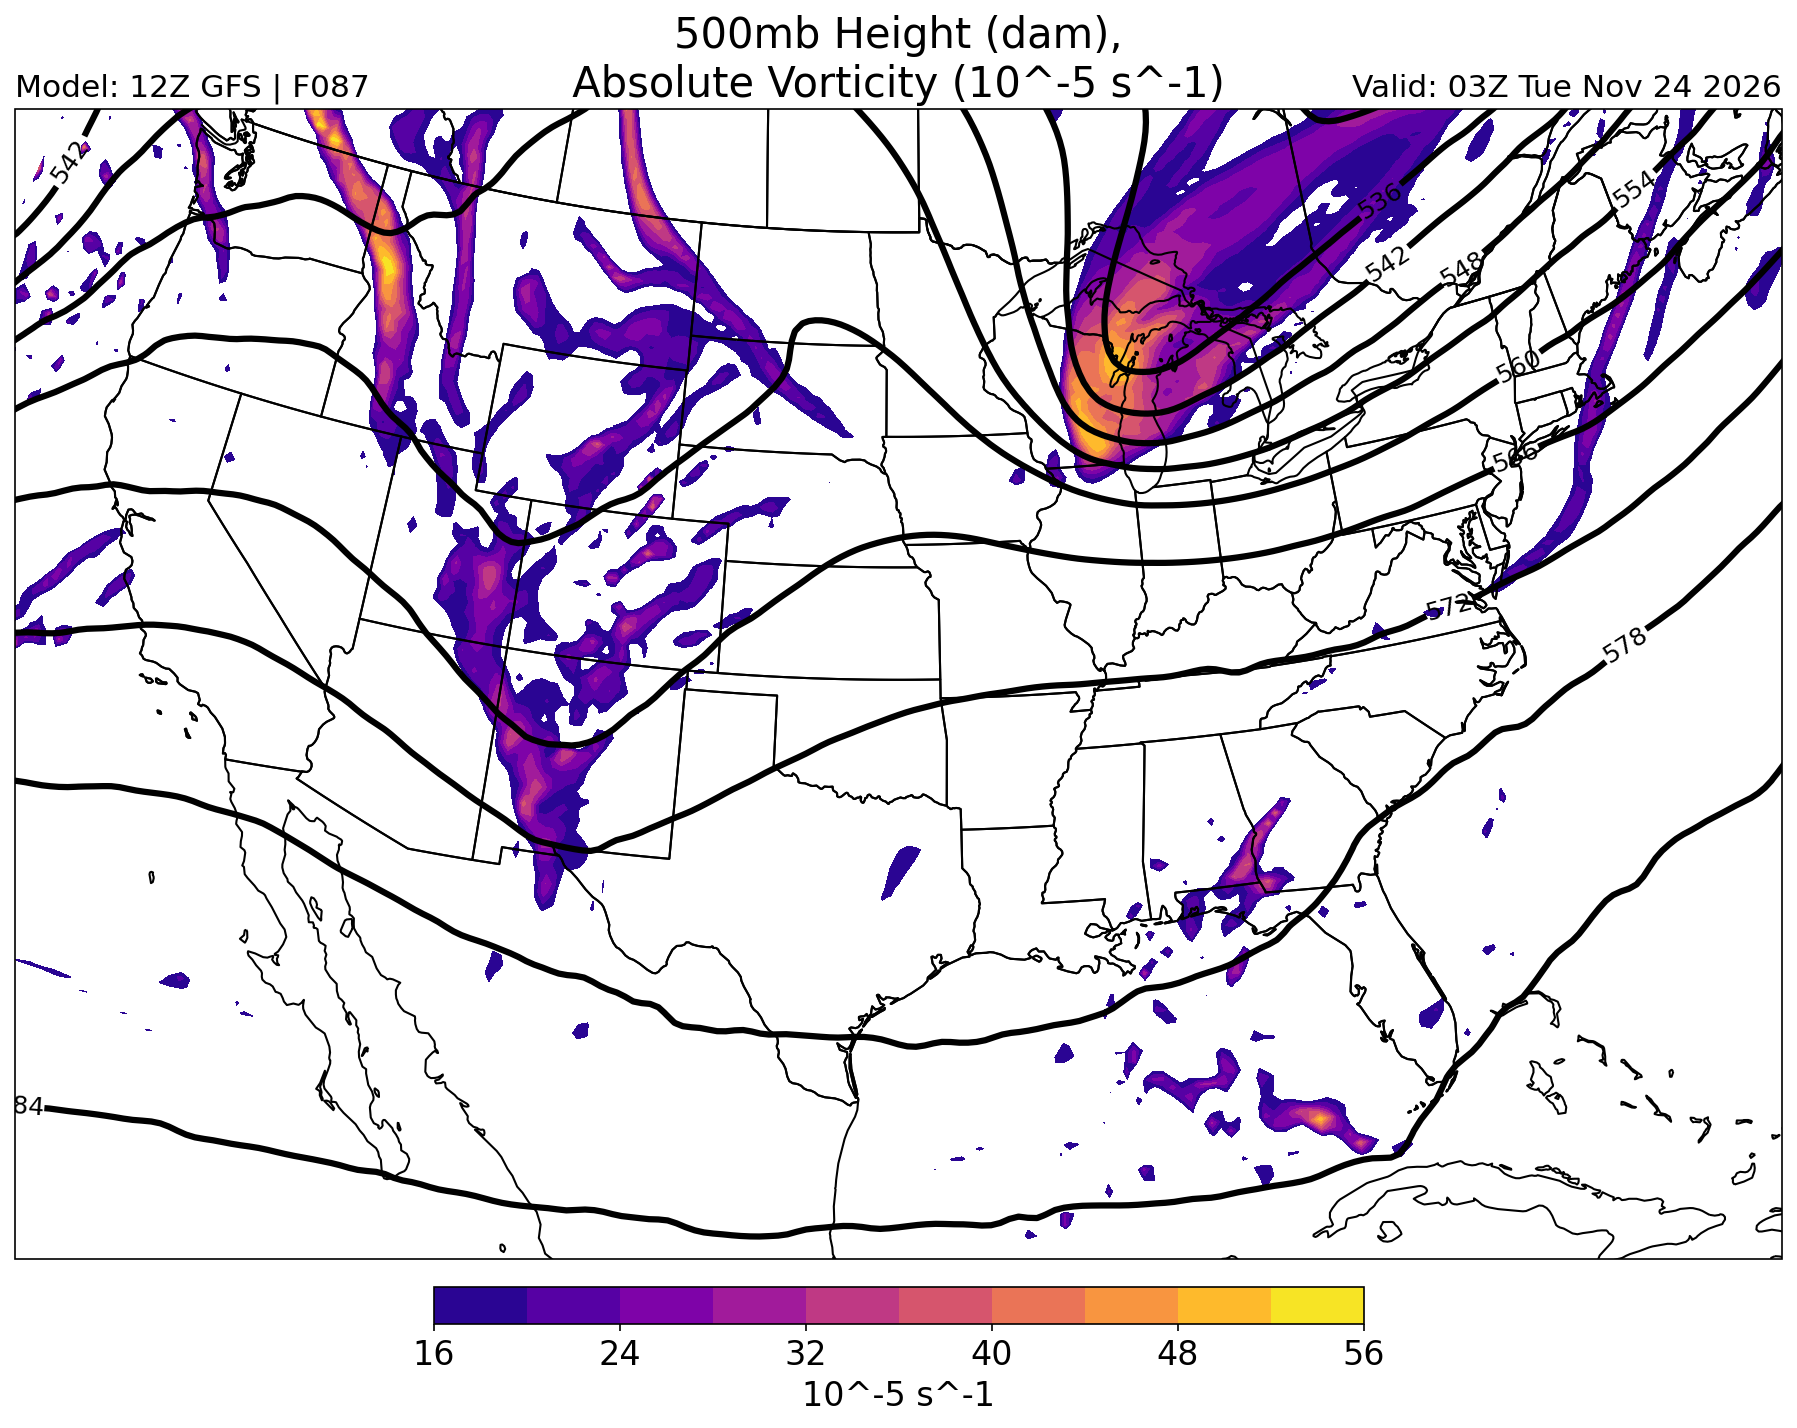 500mb Height (dam),
Absolute Vorticity (10^-5 s^-1)
Model: 12Z GFS | F087
Valid: 03Z Tue Nov 24 2026
542
536
554
542
548
560
566
572
578
84
16 24 32 40 48 56
10^-5 s^-1